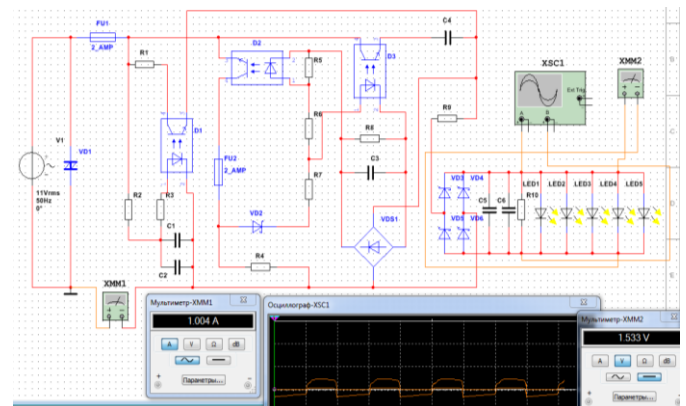 FU1
2_AMP
R1
D2
R5
D3
C4
XSC1
XMM2
Ext Trig
A
B
V1
VD1
D1
R6
R9
11Vrms
50Hz
0°
FU2
2_AMP
R8
C3
R7
VD3
VD4
C5
C6
R10
LED1
LED2
LED3
LED4
LED5
R2
R3
C1
C2
VD2
VDS1
VD5
VD6
R4
XMM1
Мультиметр-XMM1
1.004 A
A
V
Ω
dB
Параметры...
Осциллограф-XSC1
Мультиметр-XMM2
1.533 V
A
V
Ω
dB
Параметры...